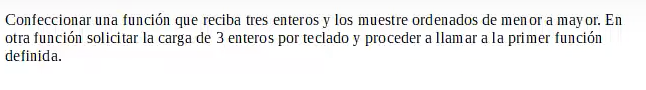 Confeccionar una función que reciba tres enteros y los muestre ordenados de menor a mayor. En
otra función solicitar la carga de 3 enteros por teclado y proceder a llamar a la primer función
definida.